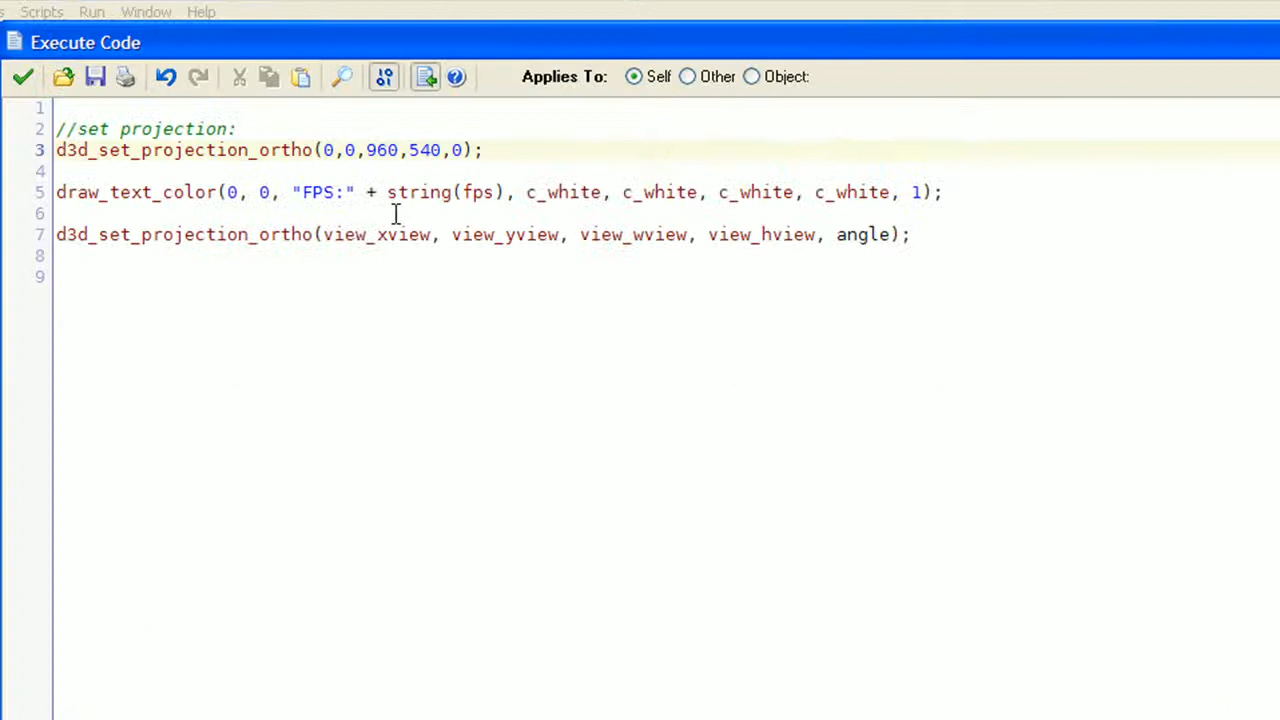 s Scripts Run Window Help
Execute Code
Applies To: Self Other Object:
1
2 //set projection:
3 d3d_set_projection_ortho(0,0,960,540,0);
4
5 draw_text_color(0, 0, "FPS:" + string(fps), c_white, c_white, c_white, c_white, 1);
6
7 d3d_set_projection_ortho(view_xview, view_yview, view_wview, view_hview, angle);
8
9